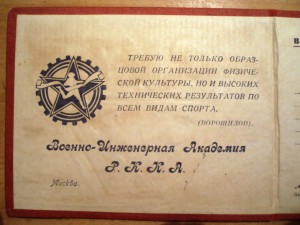 ТРЕБУЮ НЕ ТОЛЬКО ОБРАЗ-
ЦОВОЙ ОРГАНИЗАЦИИ ФИЗИЧЕ-
СКОЙ КУЛЬТУРЫ, НО И ВЫСОКИХ
ТЕХНИЧЕСКИХ РЕЗУЛЬТАТОВ ПО
ВСЕМ ВИДАМ СПОРТА.
(ВОРОШИЛОВ).
Военно-Инженерная Академия
Р.К.К.А.
Москва.